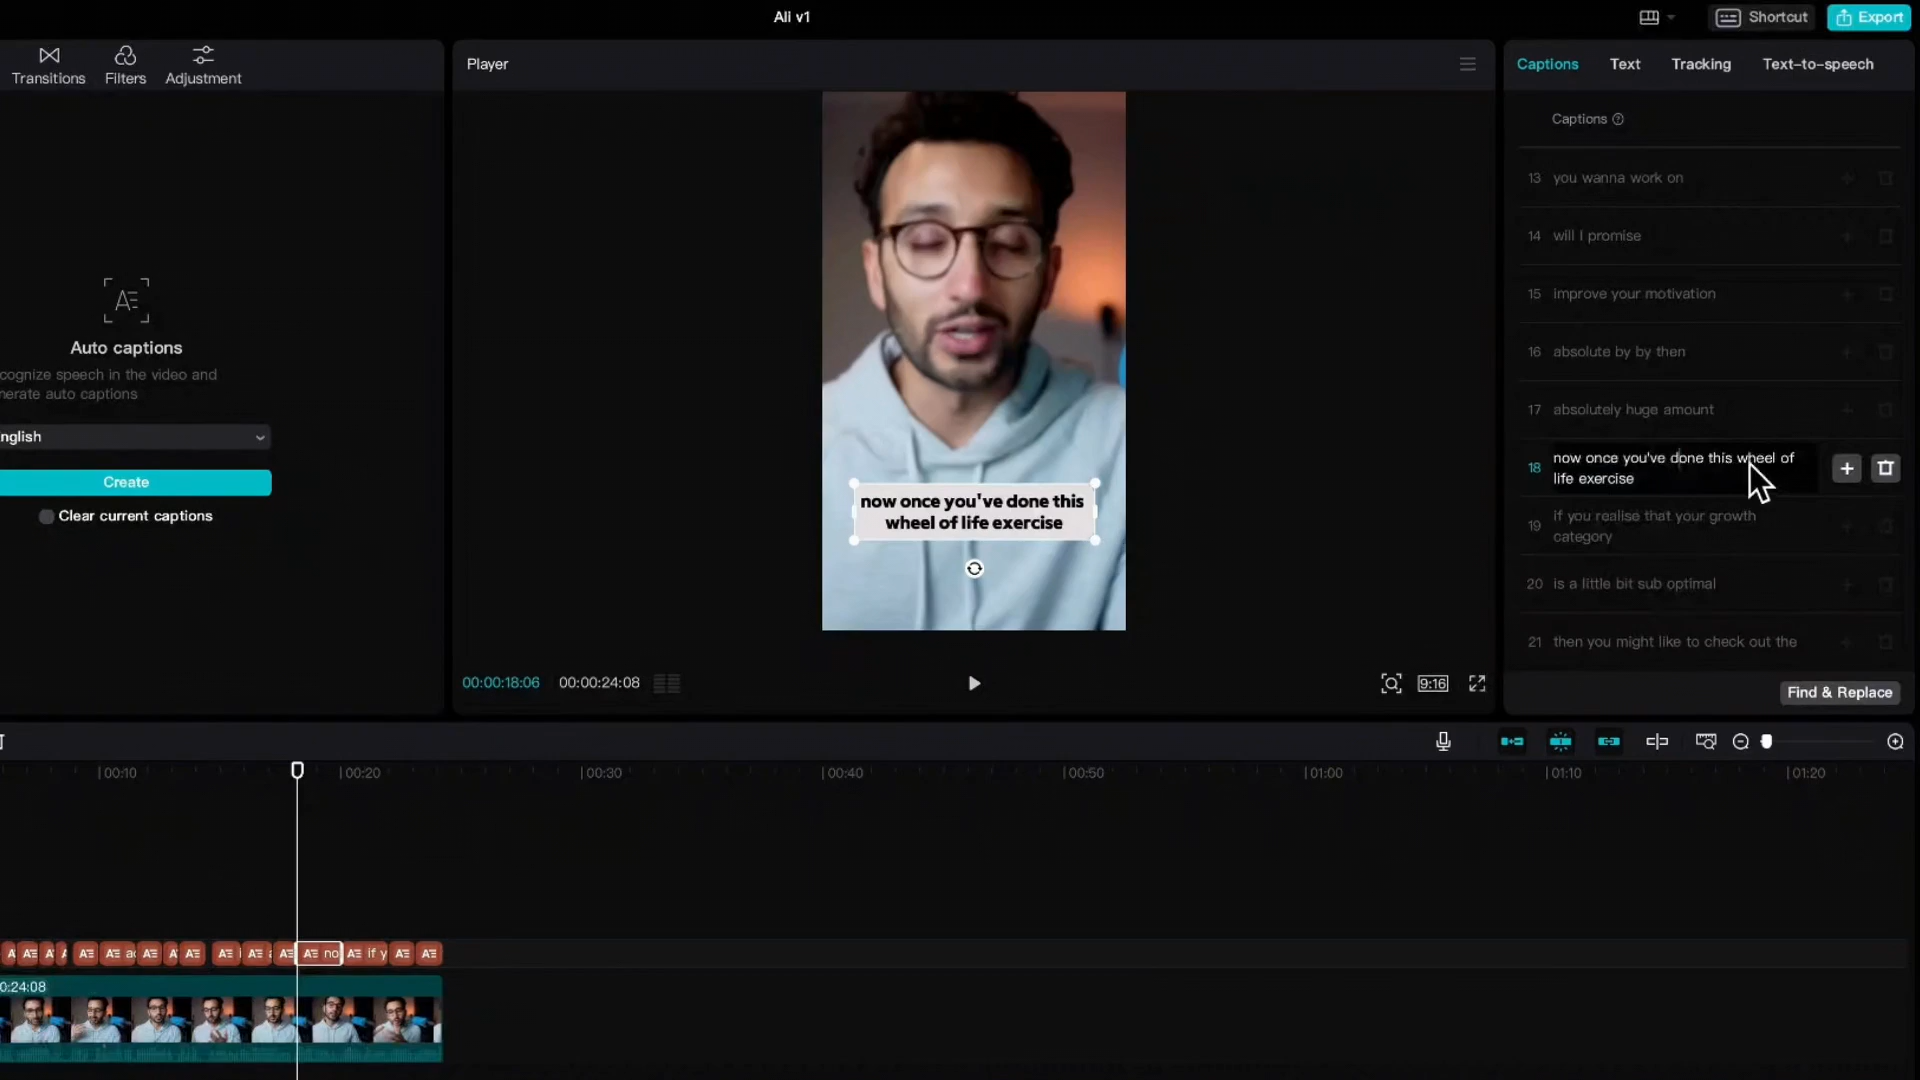 Ali v1
Shortcut
Export
Transitions
Filters
Adjustment
Player
Captions
Text
Tracking
Text-to-speech
Captions
13 you wanna work on
14 will I promise
15 improve your motivation
16 absolute by by then
17 absolutely huge amount
18 now once you've done this wheel of
life exercise
19 if you realise that your growth
category
20 is a little bit sub optimal
21 then you might like to check out the
Find & Replace
Auto captions
cognize speech in the video and
nerate auto captions
nglish
Create
Clear current captions
now once you've done this
wheel of life exercise
00:00:18:06 00:00:24:08
9:16
00:10
00:20
00:30
00:40
00:50
01:00
01:10
01:20
no
if y
0:24:08